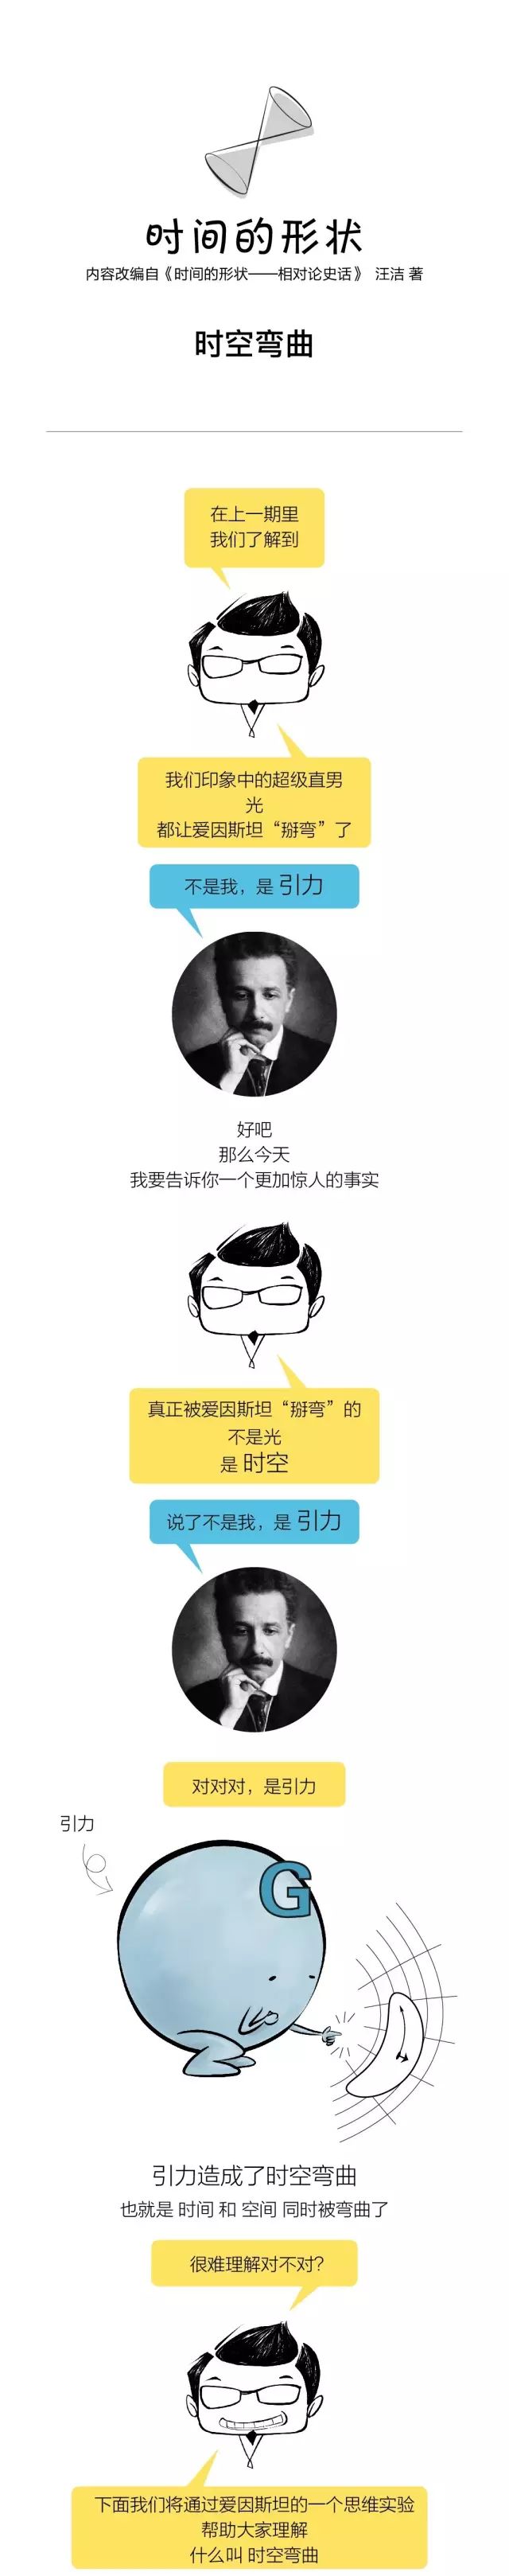 时间的形状
内容改编自《时间的形状——相对论史话》 汪洁 著
时空弯曲
在上一期里
我们了解到
我们印象中的超级直男
光
都让爱因斯坦“掰弯”了
不是我，是 引力
好吧
那么今天
我要告诉你一个更加惊人的事实
真正被爱因斯坦“掰弯”的
不是光
是 时空
说了不是我，是 引力
对对对，是引力
引力
G
引力造成了时空弯曲
也就是 时间 和 空间 同时被弯曲了
很难理解对不对？
下面我们将通过爱因斯坦的一个思维实验
帮助大家理解
什么叫 时空弯曲